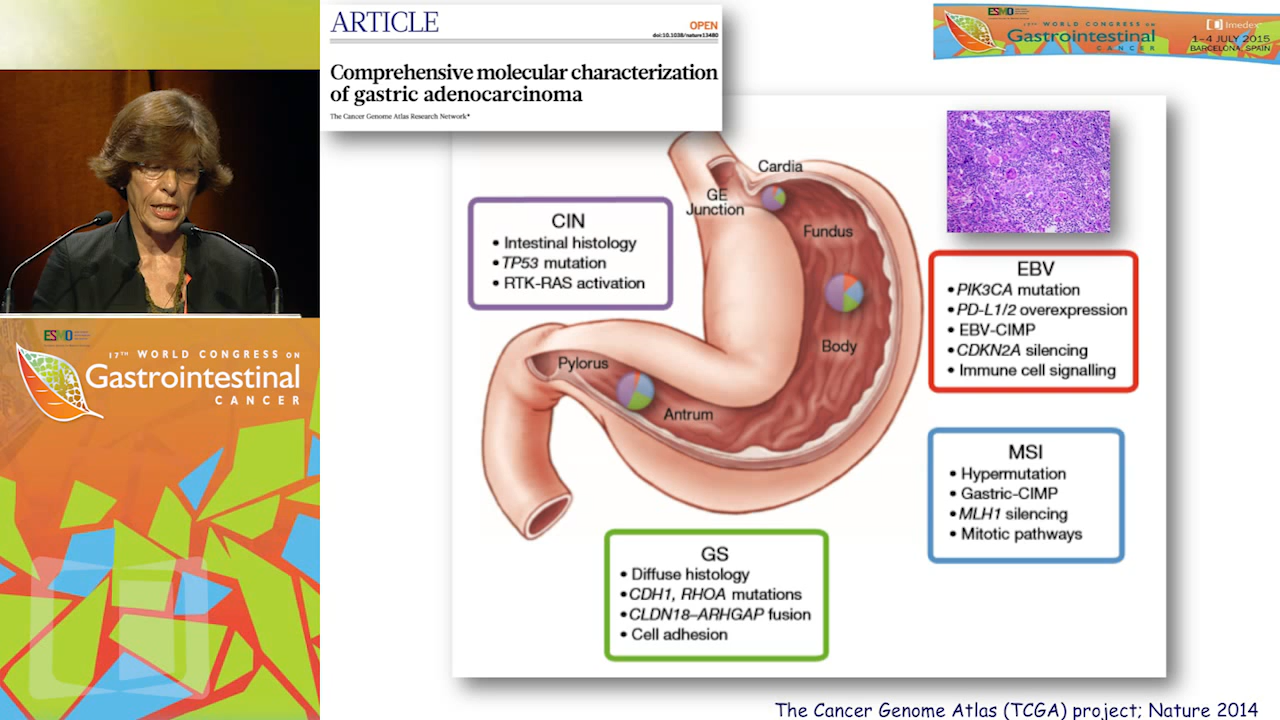 ESMO
17TH WORLD CONGRESS ON
Gastrointestinal
CANCER
ARTICLE
OPEN
doi:10.1038/nature13480
Comprehensive molecular characterization
of gastric adenocarcinoma
The Cancer Genome Atlas Research Network*
ESMO
17TH WORLD CONGRESS ON
Gastrointestinal
CANCER
Imedex
1–4 JULY 2015
BARCELONA, SPAIN
Cardia
GE
Junction
Fundus
Body
Pylorus
Antrum
CIN
• Intestinal histology
• TP53 mutation
• RTK-RAS activation
EBV
• PIK3CA mutation
• PD-L1/2 overexpression
• EBV-CIMP
• CDKN2A silencing
• Immune cell signalling
MSI
• Hypermutation
• Gastric-CIMP
• MLH1 silencing
• Mitotic pathways
GS
• Diffuse histology
• CDH1, RHOA mutations
• CLDN18–ARHGAP fusion
• Cell adhesion
The Cancer Genome Atlas (TCGA) project; Nature 2014